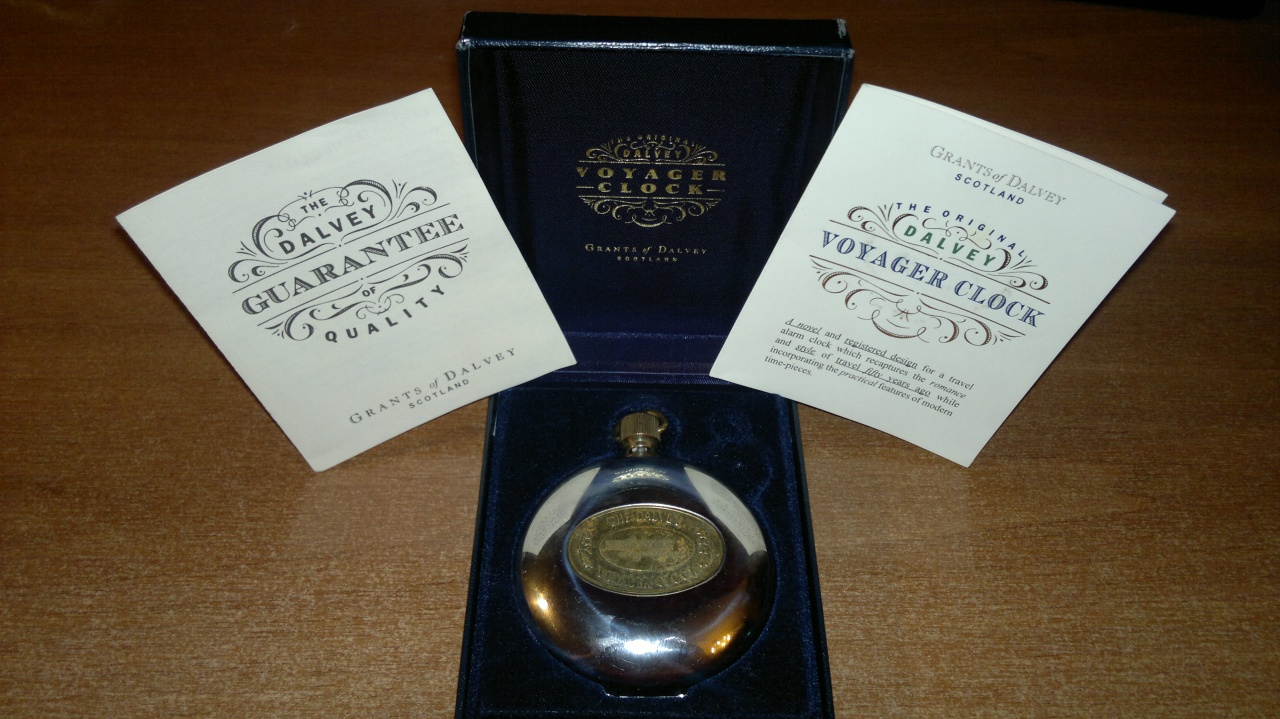 THE
DALVEY
GUARANTEE
OF
QUALITY
GRANTS of DALVEY
SCOTLAND
THE ORIGINAL
DALVEY
VOYAGER
CLOCK
GRANTS of DALVEY
SCOTLAND
GRANTS of DALVEY
SCOTLAND
THE ORIGINAL
DALVEY
VOYAGER CLOCK
A novel and registered design for a travel
alarm clock which recaptures the romance
and style of travel fifty years ago while
incorporating the practical features of modern
time-pieces.